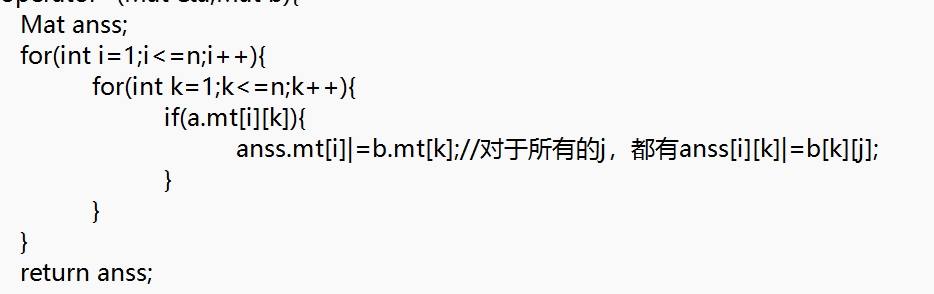 Mat anss;
for(int i=1;i<=n;i++){
for(int k=1;k<=n;k++){
if(a.mt[i][k]){
anss.mt[i]|=b.mt[k];//对于所有的j，都有anss[i][k]|=b[k][j];
}
}
}
return anss;